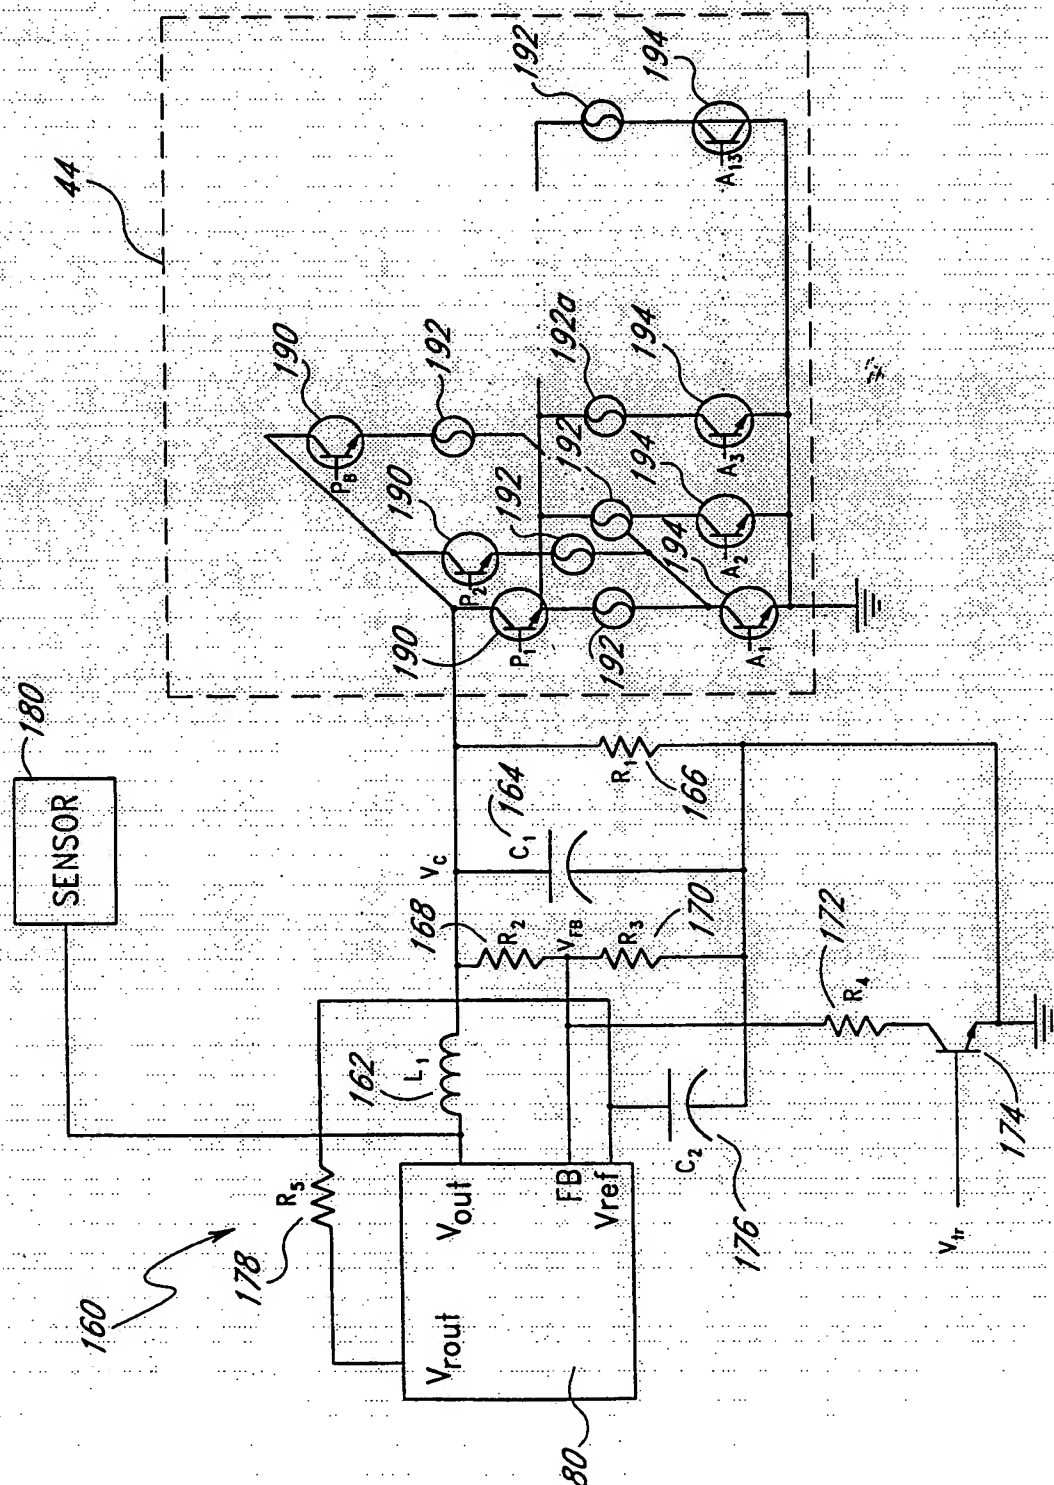 160
178
R5
Vrout
Vout
FB
Vref
80
162
L1
SENSOR
180
VC
168
R2
VFB
R3
170
C1
164
R1
166
C2
176
172
R4
174
Vtr
44
190
P1
192
A1
194
190
P2
192
190
PB
192
192
A2
194
192a
A3
194
192
A13
194